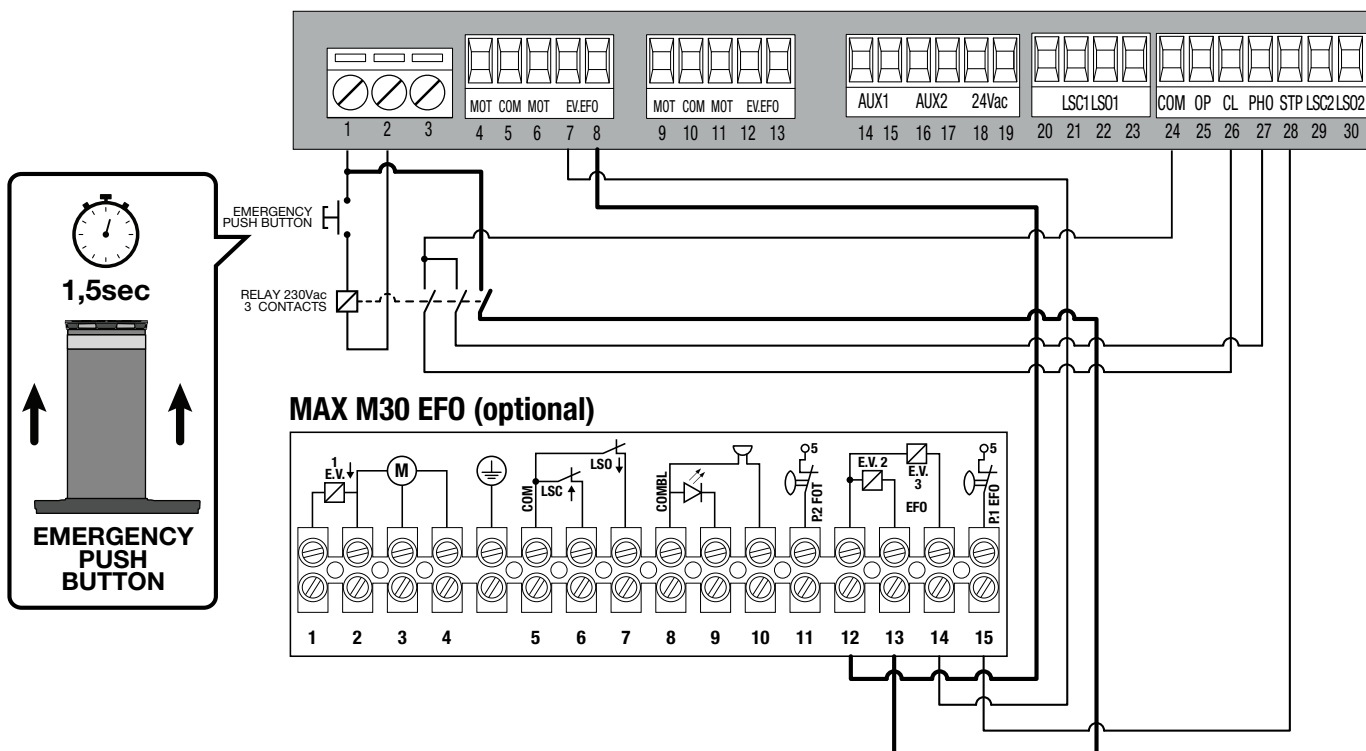 MOT COM MOT EV.EFO
MOT COM MOT EV.EFO
AUX1 AUX2 24Vac
LSC1 LSO1
COM OP CL PHO STP LSC2 LSO2
1 2 3 4 5 6 7 8 9 10 11 12 13 14 15 16 17 18 19 20 21 22 23 24 25 26 27 28 29 30
EMERGENCY
PUSH BUTTON
RELAY 230Vac
3 CONTACTS
1,5sec
EMERGENCY
PUSH
BUTTON
MAX M30 EFO (optional)
1
E.V.
M
COM
LSC
LSO
COMBL
5
P.2 FOT
E.V. 2
E.V.
3
EFO
5
P.1 EFO
1 2 3 4 5 6 7 8 9 10 11 12 13 14 15